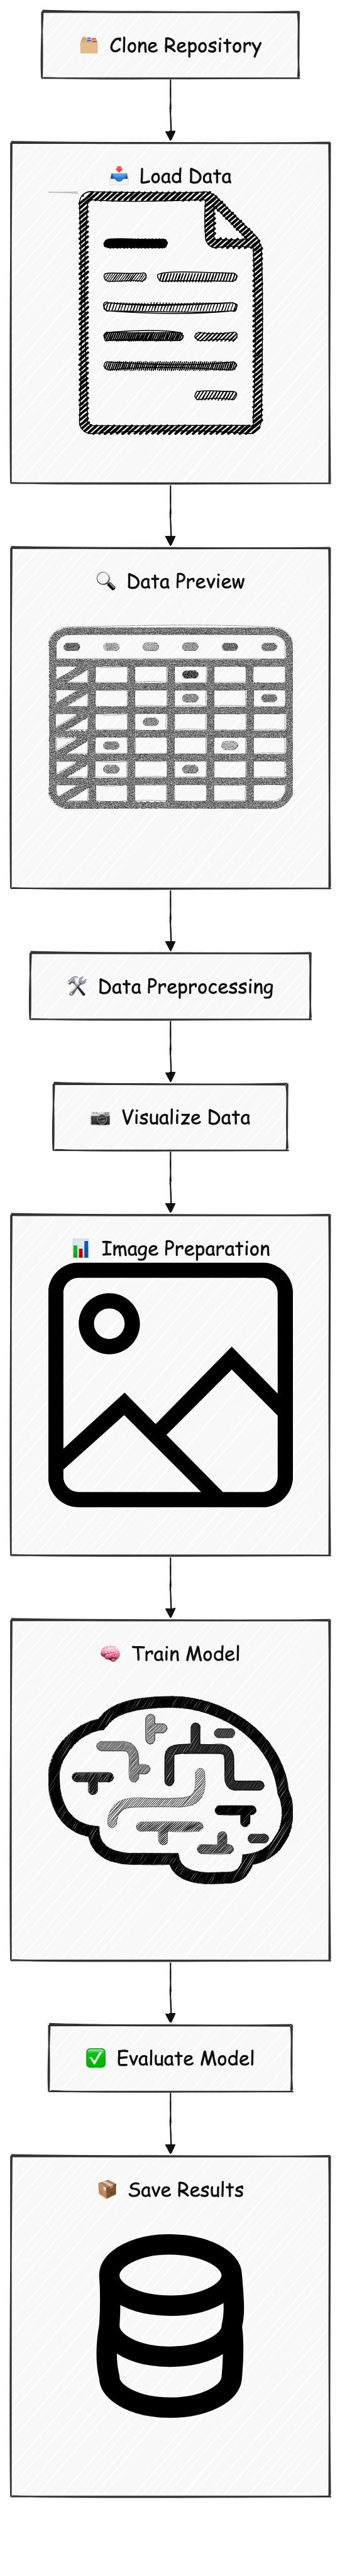 Clone Repository
Load Data
Data Preview
Data Preprocessing
Visualize Data
Image Preparation
Train Model
Evaluate Model
Save Results